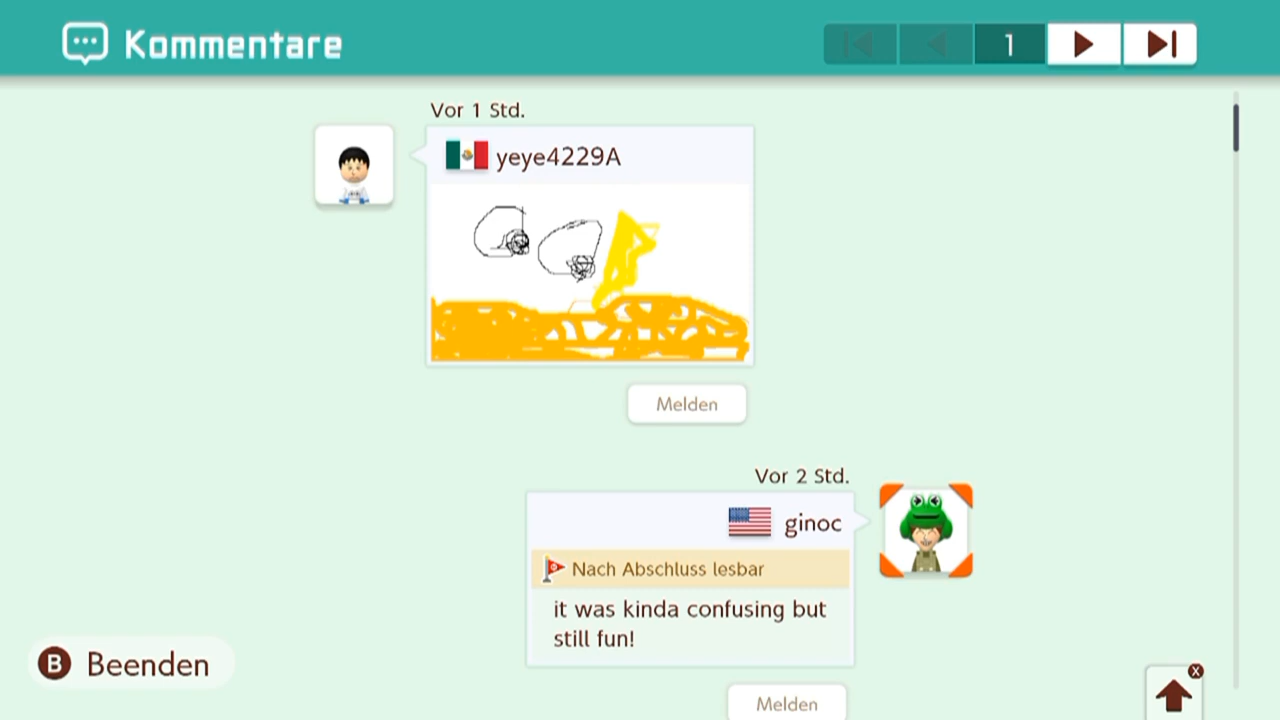 Kommentare
1
Vor 1 Std.
yeye4229A
Melden
Vor 2 Std.
ginoc
Nach Abschluss lesbar
it was kinda confusing but
still fun!
B Beenden
X
Melden